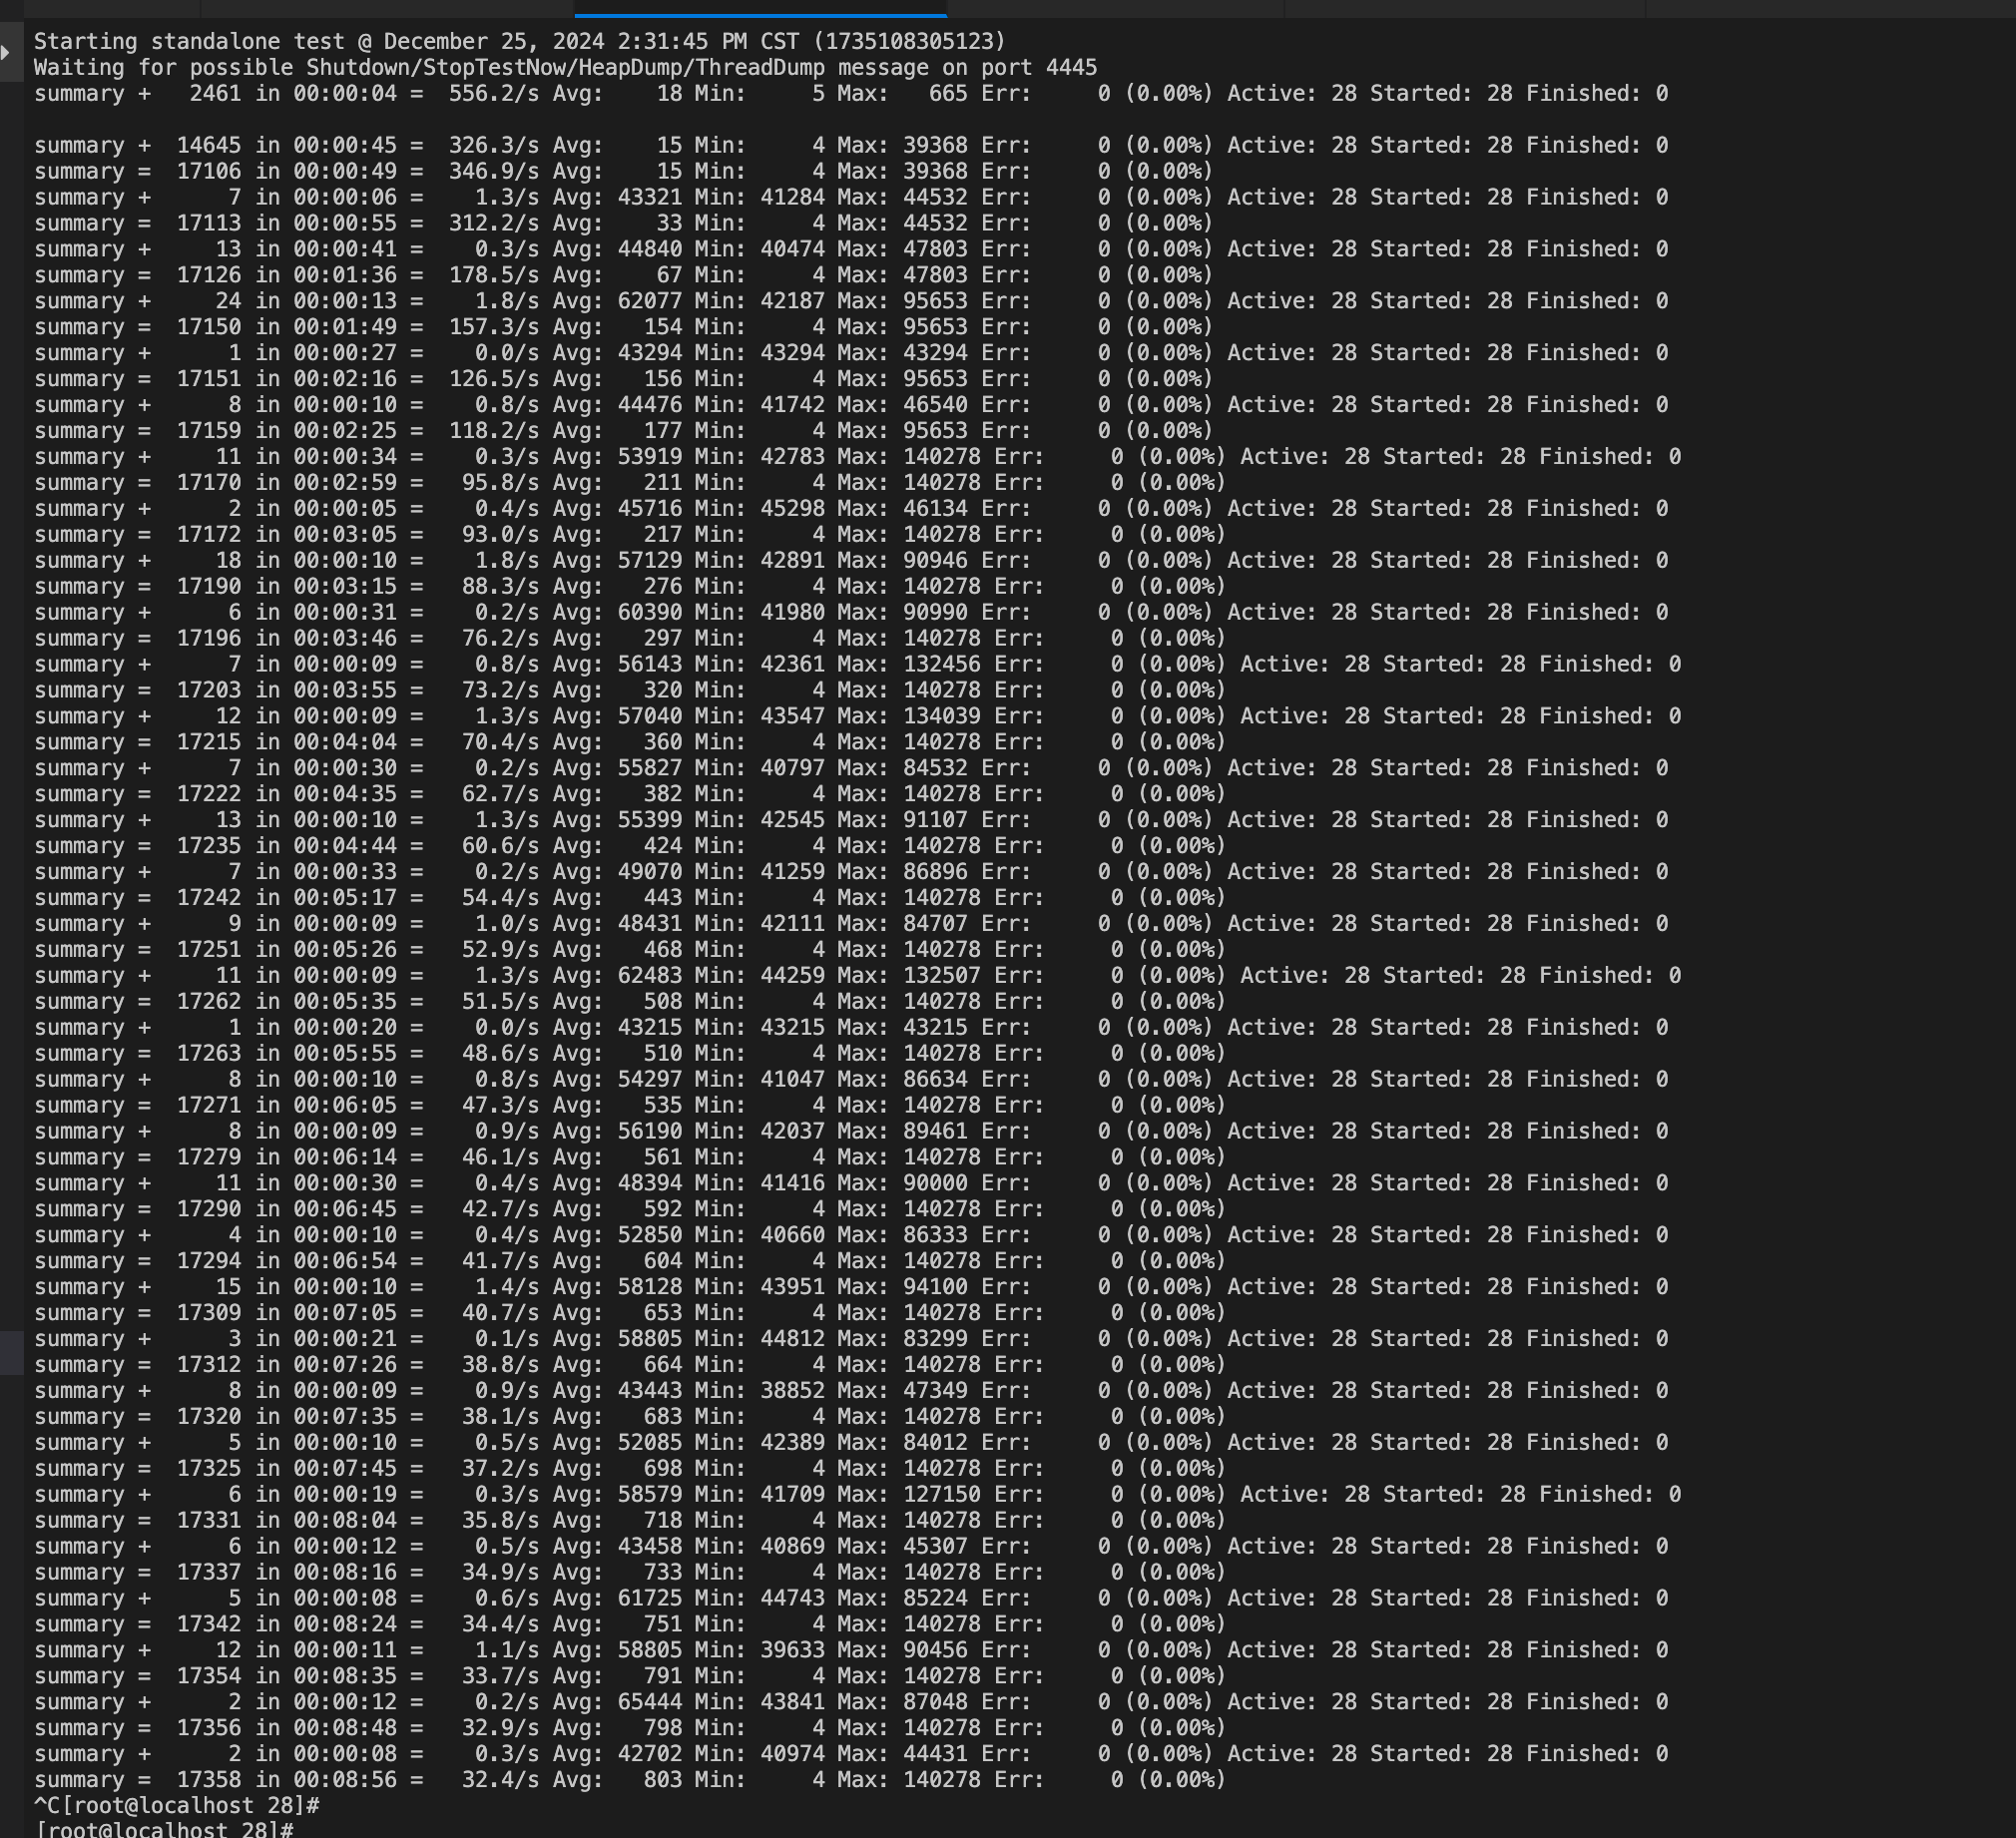 Starting standalone test @ December 25, 2024 2:31:45 PM CST (1735108305123)
Waiting for possible Shutdown/StopTestNow/HeapDump/ThreadDump message on port 4445
summary +   2461 in 00:00:04 =  556.2/s Avg:    18 Min:     5 Max:   665 Err:     0 (0.00%) Active: 28 Started: 28 Finished: 0
summary +  14645 in 00:00:45 =  326.3/s Avg:    15 Min:     4 Max: 39368 Err:     0 (0.00%) Active: 28 Started: 28 Finished: 0
summary =  17106 in 00:00:49 =  346.9/s Avg:    15 Min:     4 Max: 39368 Err:     0 (0.00%)
summary +      7 in 00:00:06 =    1.3/s Avg: 43321 Min: 41284 Max: 44532 Err:     0 (0.00%) Active: 28 Started: 28 Finished: 0
summary =  17113 in 00:00:55 =  312.2/s Avg:    33 Min:     4 Max: 44532 Err:     0 (0.00%)
summary +     13 in 00:00:41 =    0.3/s Avg: 44840 Min: 40474 Max: 47803 Err:     0 (0.00%) Active: 28 Started: 28 Finished: 0
summary =  17126 in 00:01:36 =  178.5/s Avg:    67 Min:     4 Max: 47803 Err:     0 (0.00%)
summary +     24 in 00:00:13 =    1.8/s Avg: 62077 Min: 42187 Max: 95653 Err:     0 (0.00%) Active: 28 Started: 28 Finished: 0
summary =  17150 in 00:01:49 =  157.3/s Avg:   154 Min:     4 Max: 95653 Err:     0 (0.00%)
summary +      1 in 00:00:27 =    0.0/s Avg: 43294 Min: 43294 Max: 43294 Err:     0 (0.00%) Active: 28 Started: 28 Finished: 0
summary =  17151 in 00:02:16 =  126.5/s Avg:   156 Min:     4 Max: 95653 Err:     0 (0.00%)
summary +      8 in 00:00:10 =    0.8/s Avg: 44476 Min: 41742 Max: 46540 Err:     0 (0.00%) Active: 28 Started: 28 Finished: 0
summary =  17159 in 00:02:25 =  118.2/s Avg:   177 Min:     4 Max: 95653 Err:     0 (0.00%)
summary +     11 in 00:00:34 =    0.3/s Avg: 53919 Min: 42783 Max: 140278 Err:     0 (0.00%) Active: 28 Started: 28 Finished: 0
summary =  17170 in 00:02:59 =   95.8/s Avg:   211 Min:     4 Max: 140278 Err:     0 (0.00%)
summary +      2 in 00:00:05 =    0.4/s Avg: 45716 Min: 45298 Max: 46134 Err:     0 (0.00%) Active: 28 Started: 28 Finished: 0
summary =  17172 in 00:03:05 =   93.0/s Avg:   217 Min:     4 Max: 140278 Err:     0 (0.00%)
summary +     18 in 00:00:10 =    1.8/s Avg: 57129 Min: 42891 Max: 90946 Err:     0 (0.00%) Active: 28 Started: 28 Finished: 0
summary =  17190 in 00:03:15 =   88.3/s Avg:   276 Min:     4 Max: 140278 Err:     0 (0.00%)
summary +      6 in 00:00:31 =    0.2/s Avg: 60390 Min: 41980 Max: 90990 Err:     0 (0.00%) Active: 28 Started: 28 Finished: 0
summary =  17196 in 00:03:46 =   76.2/s Avg:   297 Min:     4 Max: 140278 Err:     0 (0.00%)
summary +      7 in 00:00:09 =    0.8/s Avg: 56143 Min: 42361 Max: 132456 Err:     0 (0.00%) Active: 28 Started: 28 Finished: 0
summary =  17203 in 00:03:55 =   73.2/s Avg:   320 Min:     4 Max: 140278 Err:     0 (0.00%)
summary +     12 in 00:00:09 =    1.3/s Avg: 57040 Min: 43547 Max: 134039 Err:     0 (0.00%) Active: 28 Started: 28 Finished: 0
summary =  17215 in 00:04:04 =   70.4/s Avg:   360 Min:     4 Max: 140278 Err:     0 (0.00%)
summary +      7 in 00:00:30 =    0.2/s Avg: 55827 Min: 40797 Max: 84532 Err:     0 (0.00%) Active: 28 Started: 28 Finished: 0
summary =  17222 in 00:04:35 =   62.7/s Avg:   382 Min:     4 Max: 140278 Err:     0 (0.00%)
summary +     13 in 00:00:10 =    1.3/s Avg: 55399 Min: 42545 Max: 91107 Err:     0 (0.00%) Active: 28 Started: 28 Finished: 0
summary =  17235 in 00:04:44 =   60.6/s Avg:   424 Min:     4 Max: 140278 Err:     0 (0.00%)
summary +      7 in 00:00:33 =    0.2/s Avg: 49070 Min: 41259 Max: 86896 Err:     0 (0.00%) Active: 28 Started: 28 Finished: 0
summary =  17242 in 00:05:17 =   54.4/s Avg:   443 Min:     4 Max: 140278 Err:     0 (0.00%)
summary +      9 in 00:00:09 =    1.0/s Avg: 48431 Min: 42111 Max: 84707 Err:     0 (0.00%) Active: 28 Started: 28 Finished: 0
summary =  17251 in 00:05:26 =   52.9/s Avg:   468 Min:     4 Max: 140278 Err:     0 (0.00%)
summary +     11 in 00:00:09 =    1.3/s Avg: 62483 Min: 44259 Max: 132507 Err:     0 (0.00%) Active: 28 Started: 28 Finished: 0
summary =  17262 in 00:05:35 =   51.5/s Avg:   508 Min:     4 Max: 140278 Err:     0 (0.00%)
summary +      1 in 00:00:20 =    0.0/s Avg: 43215 Min: 43215 Max: 43215 Err:     0 (0.00%) Active: 28 Started: 28 Finished: 0
summary =  17263 in 00:05:55 =   48.6/s Avg:   510 Min:     4 Max: 140278 Err:     0 (0.00%)
summary +      8 in 00:00:10 =    0.8/s Avg: 54297 Min: 41047 Max: 86634 Err:     0 (0.00%) Active: 28 Started: 28 Finished: 0
summary =  17271 in 00:06:05 =   47.3/s Avg:   535 Min:     4 Max: 140278 Err:     0 (0.00%)
summary +      8 in 00:00:09 =    0.9/s Avg: 56190 Min: 42037 Max: 89461 Err:     0 (0.00%) Active: 28 Started: 28 Finished: 0
summary =  17279 in 00:06:14 =   46.1/s Avg:   561 Min:     4 Max: 140278 Err:     0 (0.00%)
summary +     11 in 00:00:30 =    0.4/s Avg: 48394 Min: 41416 Max: 90000 Err:     0 (0.00%) Active: 28 Started: 28 Finished: 0
summary =  17290 in 00:06:45 =   42.7/s Avg:   592 Min:     4 Max: 140278 Err:     0 (0.00%)
summary +      4 in 00:00:10 =    0.4/s Avg: 52850 Min: 40660 Max: 86333 Err:     0 (0.00%) Active: 28 Started: 28 Finished: 0
summary =  17294 in 00:06:54 =   41.7/s Avg:   604 Min:     4 Max: 140278 Err:     0 (0.00%)
summary +     15 in 00:00:10 =    1.4/s Avg: 58128 Min: 43951 Max: 94100 Err:     0 (0.00%) Active: 28 Started: 28 Finished: 0
summary =  17309 in 00:07:05 =   40.7/s Avg:   653 Min:     4 Max: 140278 Err:     0 (0.00%)
summary +      3 in 00:00:21 =    0.1/s Avg: 58805 Min: 44812 Max: 83299 Err:     0 (0.00%) Active: 28 Started: 28 Finished: 0
summary =  17312 in 00:07:26 =   38.8/s Avg:   664 Min:     4 Max: 140278 Err:     0 (0.00%)
summary +      8 in 00:00:09 =    0.9/s Avg: 43443 Min: 38852 Max: 47349 Err:     0 (0.00%) Active: 28 Started: 28 Finished: 0
summary =  17320 in 00:07:35 =   38.1/s Avg:   683 Min:     4 Max: 140278 Err:     0 (0.00%)
summary +      5 in 00:00:10 =    0.5/s Avg: 52085 Min: 42389 Max: 84012 Err:     0 (0.00%) Active: 28 Started: 28 Finished: 0
summary =  17325 in 00:07:45 =   37.2/s Avg:   698 Min:     4 Max: 140278 Err:     0 (0.00%)
summary +      6 in 00:00:19 =    0.3/s Avg: 58579 Min: 41709 Max: 127150 Err:     0 (0.00%) Active: 28 Started: 28 Finished: 0
summary =  17331 in 00:08:04 =   35.8/s Avg:   718 Min:     4 Max: 140278 Err:     0 (0.00%)
summary +      6 in 00:00:12 =    0.5/s Avg: 43458 Min: 40869 Max: 45307 Err:     0 (0.00%) Active: 28 Started: 28 Finished: 0
summary =  17337 in 00:08:16 =   34.9/s Avg:   733 Min:     4 Max: 140278 Err:     0 (0.00%)
summary +      5 in 00:00:08 =    0.6/s Avg: 61725 Min: 44743 Max: 85224 Err:     0 (0.00%) Active: 28 Started: 28 Finished: 0
summary =  17342 in 00:08:24 =   34.4/s Avg:   751 Min:     4 Max: 140278 Err:     0 (0.00%)
summary +     12 in 00:00:11 =    1.1/s Avg: 58805 Min: 39633 Max: 90456 Err:     0 (0.00%) Active: 28 Started: 28 Finished: 0
summary =  17354 in 00:08:35 =   33.7/s Avg:   791 Min:     4 Max: 140278 Err:     0 (0.00%)
summary +      2 in 00:00:12 =    0.2/s Avg: 65444 Min: 43841 Max: 87048 Err:     0 (0.00%) Active: 28 Started: 28 Finished: 0
summary =  17356 in 00:08:48 =   32.9/s Avg:   798 Min:     4 Max: 140278 Err:     0 (0.00%)
summary +      2 in 00:00:08 =    0.3/s Avg: 42702 Min: 40974 Max: 44431 Err:     0 (0.00%) Active: 28 Started: 28 Finished: 0
summary =  17358 in 00:08:56 =   32.4/s Avg:   803 Min:     4 Max: 140278 Err:     0 (0.00%)
^C[root@localhost 28]#
[root@localhost 28]#